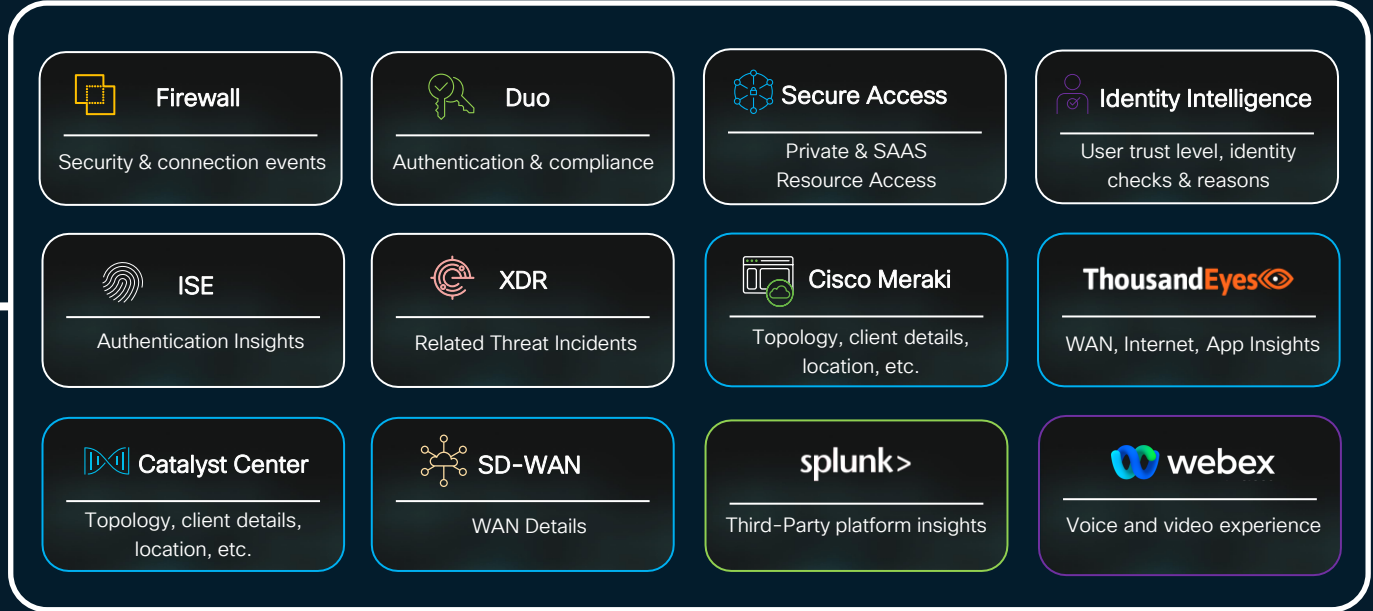 Firewall
Security & connection events
Duo
Authentication & compliance
Secure Access
Private & SAAS
Resource Access
Identity Intelligence
User trust level, identity
checks & reasons
ISE
Authentication Insights
XDR
Related Threat Incidents
Cisco Meraki
Topology, client details,
location, etc.
ThousandEyes
WAN, Internet, App Insights
Catalyst Center
Topology, client details,
location, etc.
SD-WAN
WAN Details
splunk>
Third-Party platform insights
webex
Voice and video experience